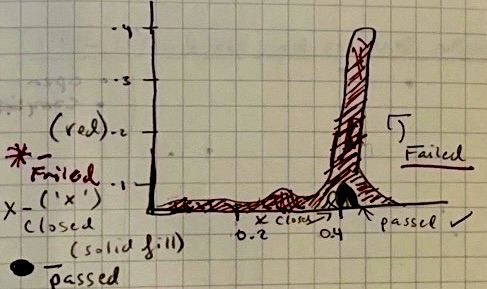 -4
-3
(red) -2
Failed
* - Failed
-1
x - ('x')
closed
x closed
passed ✓
0.2
0.4
(solid fill)
● - passed